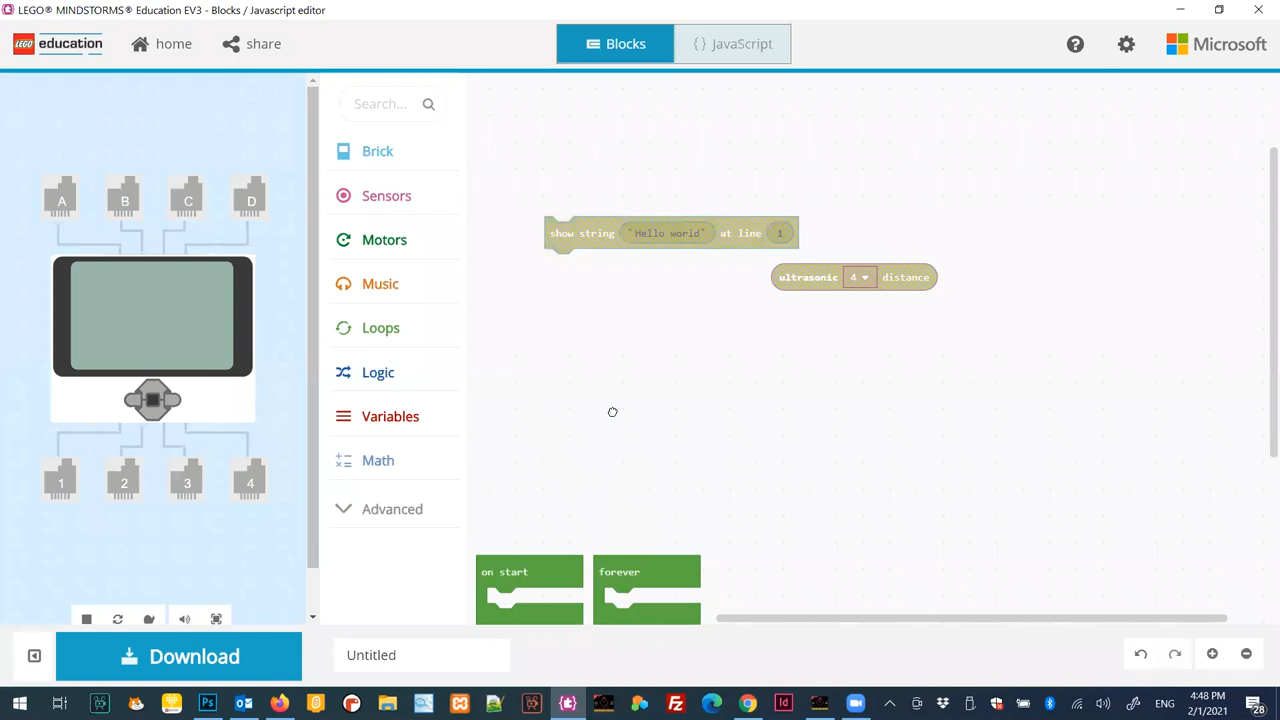 LEGO® MINDSTORMS® Education EV3 - Blocks / Javascript editor
LEGO education home share Blocks { } JavaScript ? Microsoft
Search...
Brick
Sensors
Motors
Music
Loops
Logic
Variables
Math
Advanced
A B C D
1 2 3 4
show string "Hello world" at line 1
ultrasonic 4 distance
on start
forever
Download
Untitled
4:48 PM
ENG
2/1/2021
28